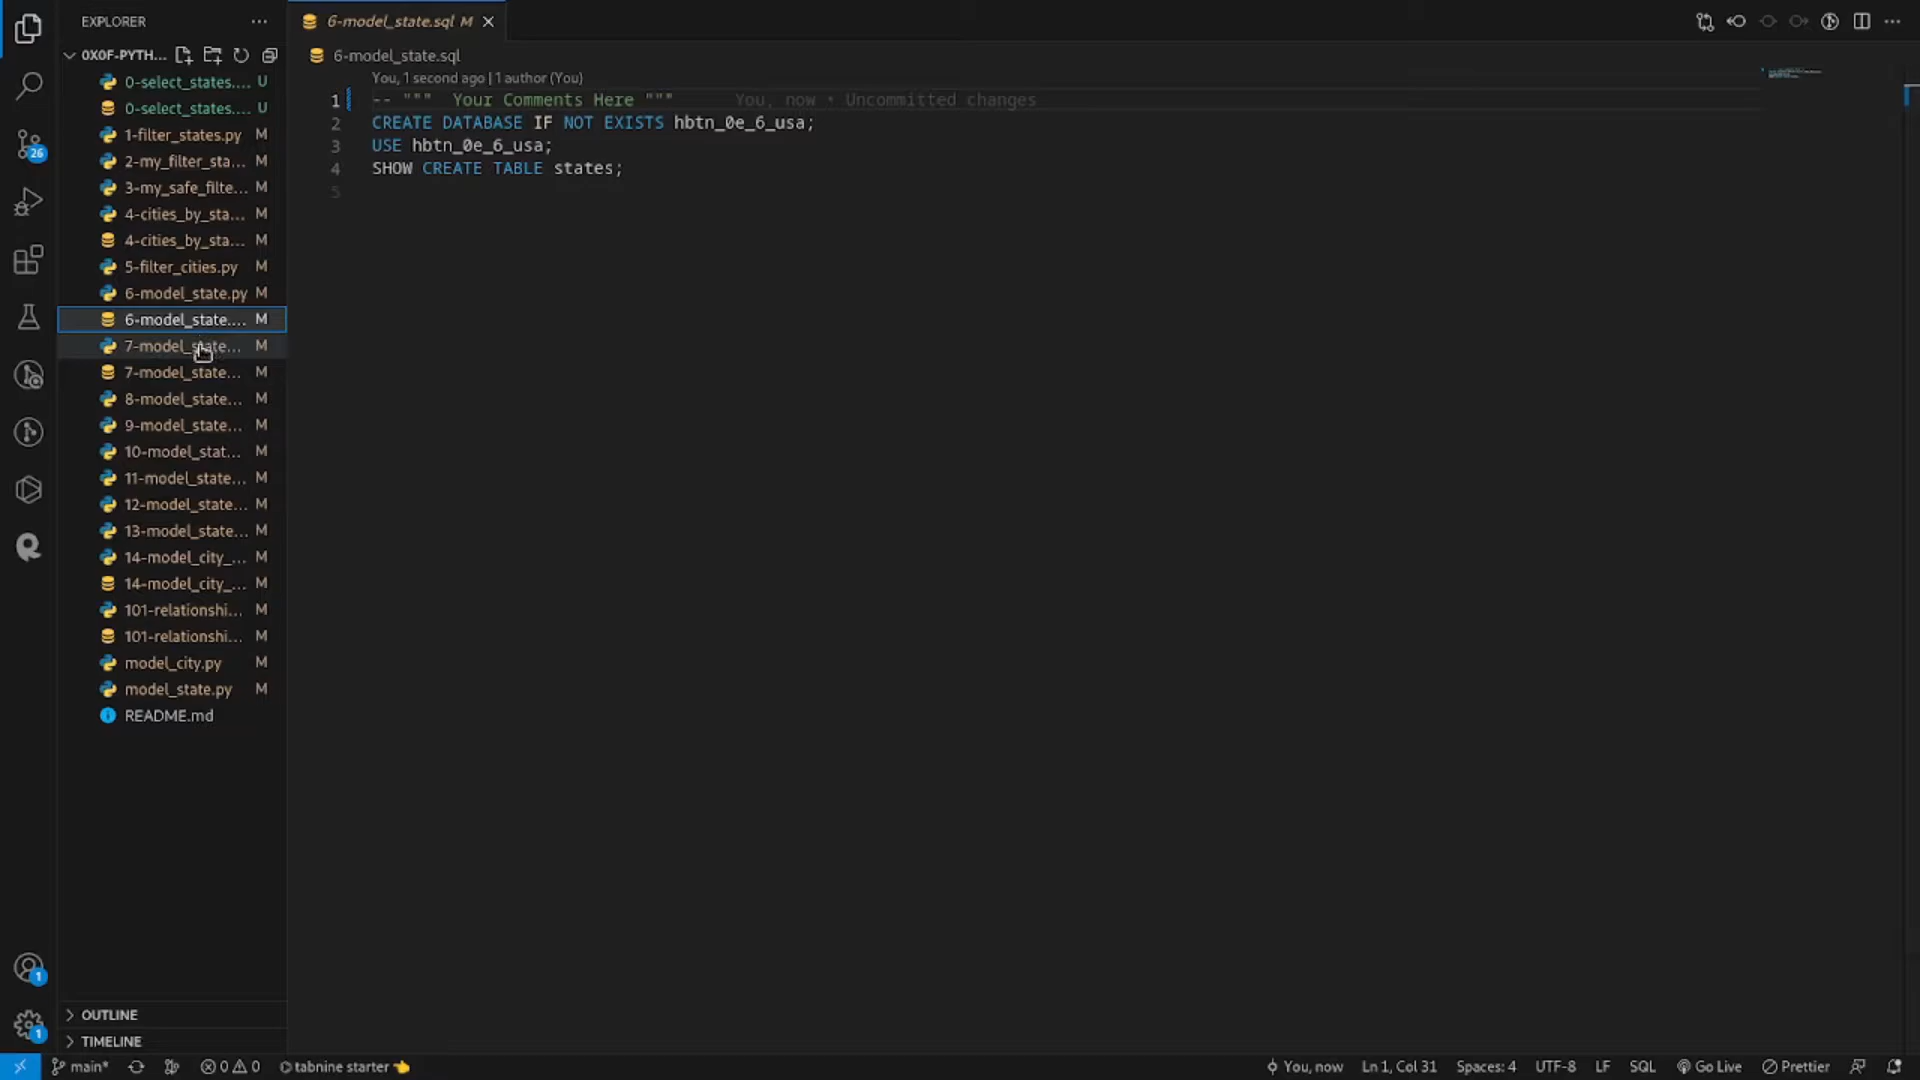 EXPLORER
0X0F-PYTH...
0-select_states.... U
0-select_states.... U
1-filter_states.py M
2-my_filter_sta... M
3-my_safe_filte... M
4-cities_by_sta... M
4-cities_by_sta... M
5-filter_cities.py M
6-model_state.py M
6-model_state.... M
7-model_state... M
7-model_state... M
8-model_state... M
9-model_state... M
10-model_stat... M
11-model_state... M
12-model_state... M
13-model_state... M
14-model_city_... M
14-model_city_... M
101-relationshi... M
101-relationshi... M
model_city.py M
model_state.py M
README.md
OUTLINE
TIMELINE
26
1
1
6-model_state.sql M
6-model_state.sql
You, 1 second ago | 1 author (You)
1 -- """  Your Comments Here """ You, now • Uncommitted changes
2 CREATE DATABASE IF NOT EXISTS hbtn_0e_6_usa;
3 USE hbtn_0e_6_usa;
4 SHOW CREATE TABLE states;
5
main* 0 0 tabnine starter 👈 You, now Ln 1, Col 31 Spaces: 4 UTF-8 LF SQL Go Live Prettier